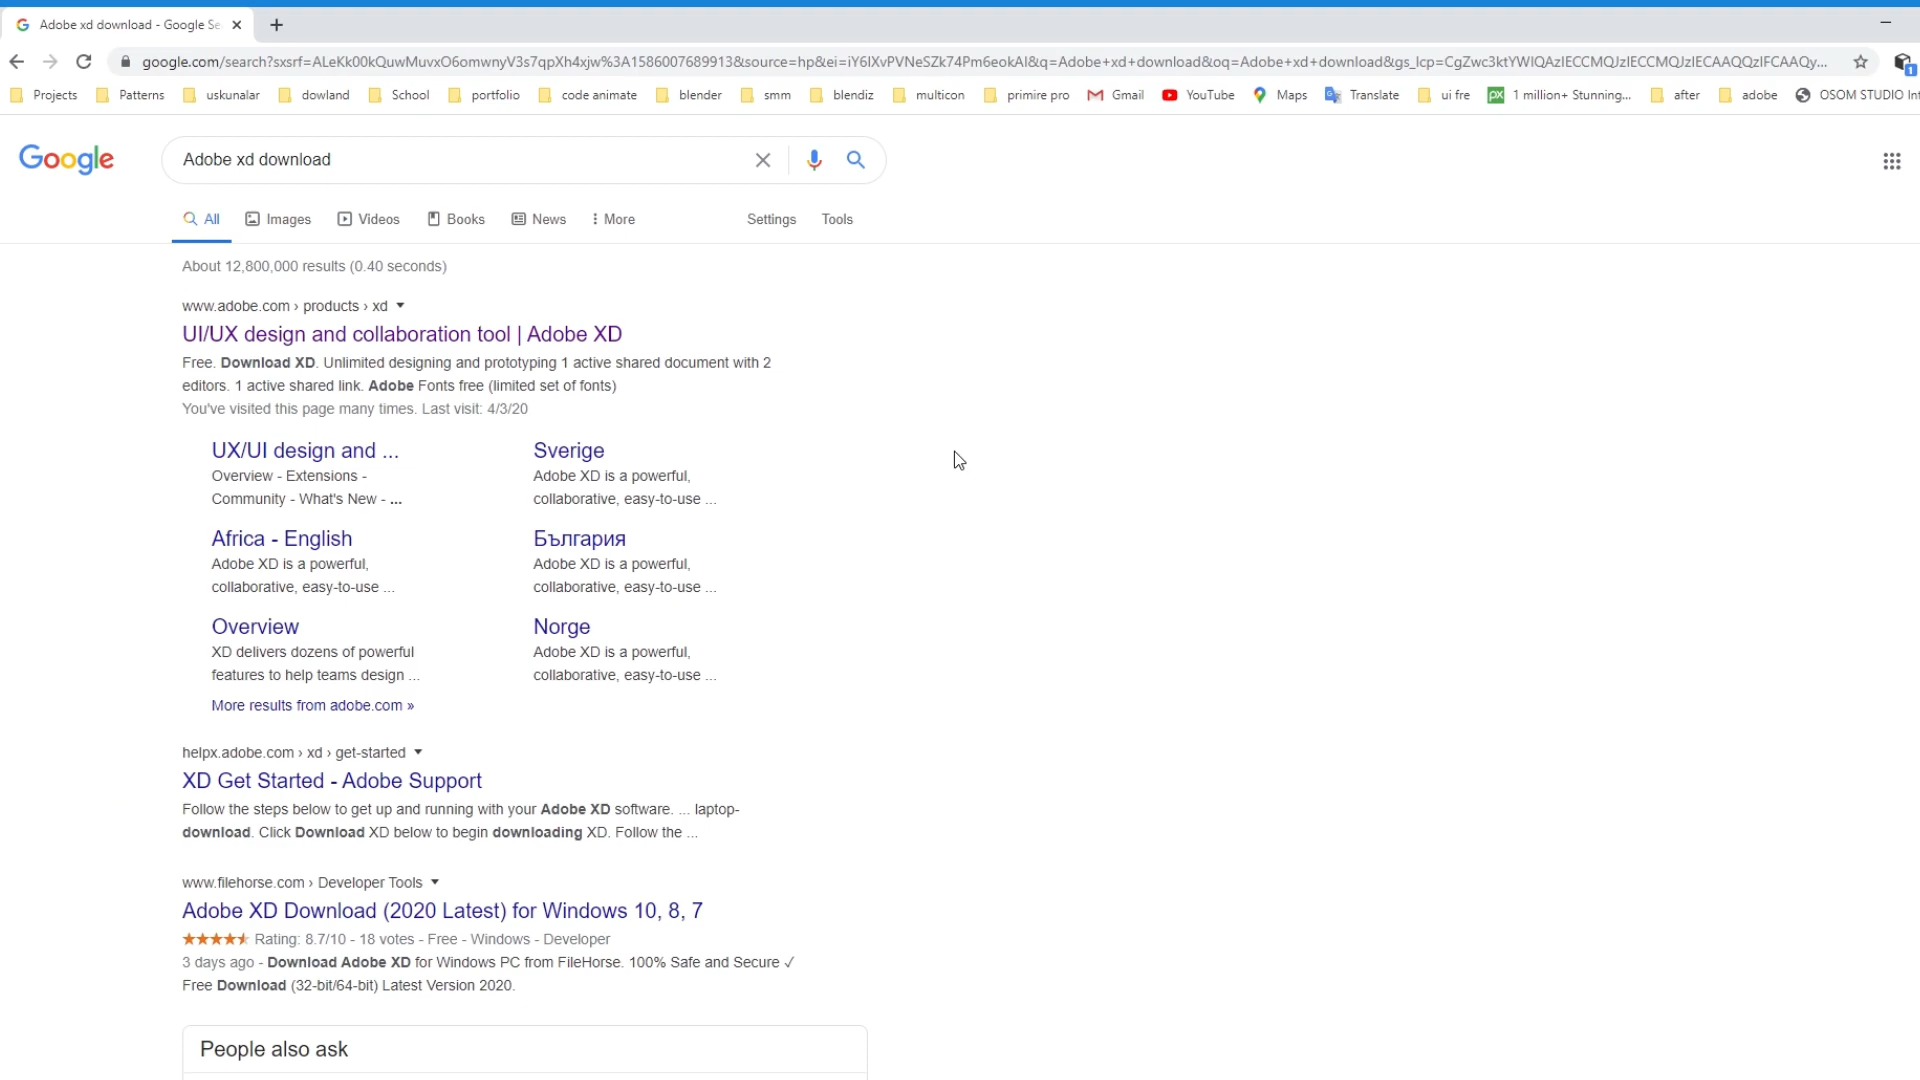 Adobe xd download - Google Se
google.com/search?sxsrf=ALeKk00kQuwMuvxO6omwnyV3s7qpXh4xjw%3A1586007689913&source=hp&ei=iY6IXvPVNeSZk74Pm6eokAI&q=Adobe+xd+download&oq=Adobe+xd+download&gs_lcp=CgZwc3ktYWIQAzIECCMQJzIECCMQJzIECAAQQzIFCAAQy...
Projects Patterns uskunalar dowland School portfolio code animate blender smm blendiz multicon primire pro Gmail YouTube Maps Translate ui fre 1 million+ Stunning... after adobe OSOM STUDIO Int
Google
Adobe xd download
All Images Videos Books News More Settings Tools
About 12,800,000 results (0.40 seconds)
www.adobe.com › products › xd
UI/UX design and collaboration tool | Adobe XD
Free. Download XD. Unlimited designing and prototyping 1 active shared document with 2
editors. 1 active shared link. Adobe Fonts free (limited set of fonts)
You've visited this page many times. Last visit: 4/3/20
UX/UI design and ...
Overview - Extensions -
Community - What's New - ...
Sverige
Adobe XD is a powerful,
collaborative, easy-to-use ...
Africa - English
Adobe XD is a powerful,
collaborative, easy-to-use ...
България
Adobe XD is a powerful,
collaborative, easy-to-use ...
Overview
XD delivers dozens of powerful
features to help teams design ...
Norge
Adobe XD is a powerful,
collaborative, easy-to-use ...
More results from adobe.com »
helpx.adobe.com › xd › get-started
XD Get Started - Adobe Support
Follow the steps below to get up and running with your Adobe XD software. ... laptop-
download. Click Download XD below to begin downloading XD. Follow the ...
www.filehorse.com › Developer Tools
Adobe XD Download (2020 Latest) for Windows 10, 8, 7
Rating: 8.7/10 - 18 votes - Free - Windows - Developer
3 days ago - Download Adobe XD for Windows PC from FileHorse. 100% Safe and Secure ✓
Free Download (32-bit/64-bit) Latest Version 2020.
People also ask